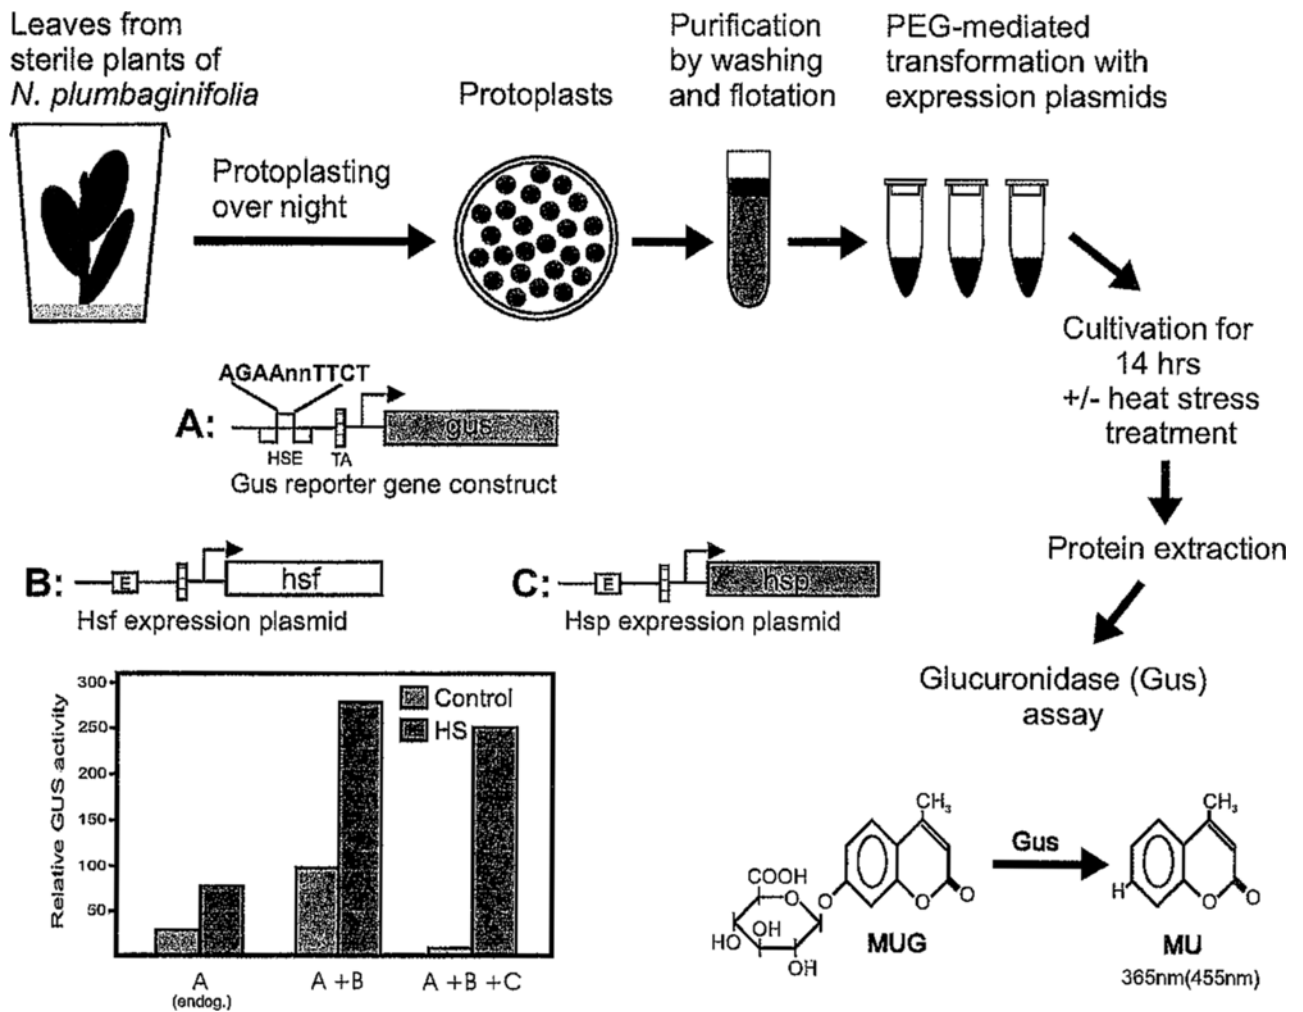 Leaves from
sterile plants of
N. plumbaginifolia
Protoplasting
over night
Protoplasts
Purification
by washing
and flotation
PEG-mediated
transformation with
expression plasmids
Cultivation for
14 hrs
+/- heat stress
treatment
Protein extraction
Glucuronidase (Gus)
assay
AGAAnnTTCT
A:
gus
HSE
TA
Gus reporter gene construct
B:
E
hsf
Hsf expression plasmid
C:
E
hsp
Hsp expression plasmid
Relative GUS activity
300
250
200
150
100
50
Control
HS
A
(endog.)
A +B
A +B +C
COOH
O
HO
OH
OH
O
CH3
O
O
MUG
Gus
CH3
H
O
O
MU
365nm(455nm)